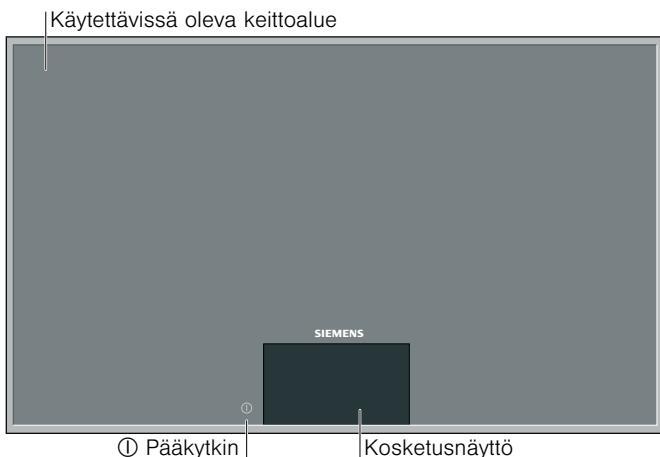 Käytettävissä oleva keittoalue
SIEMENS
Ⓘ Pääkytkin
Kosketusnäyttö